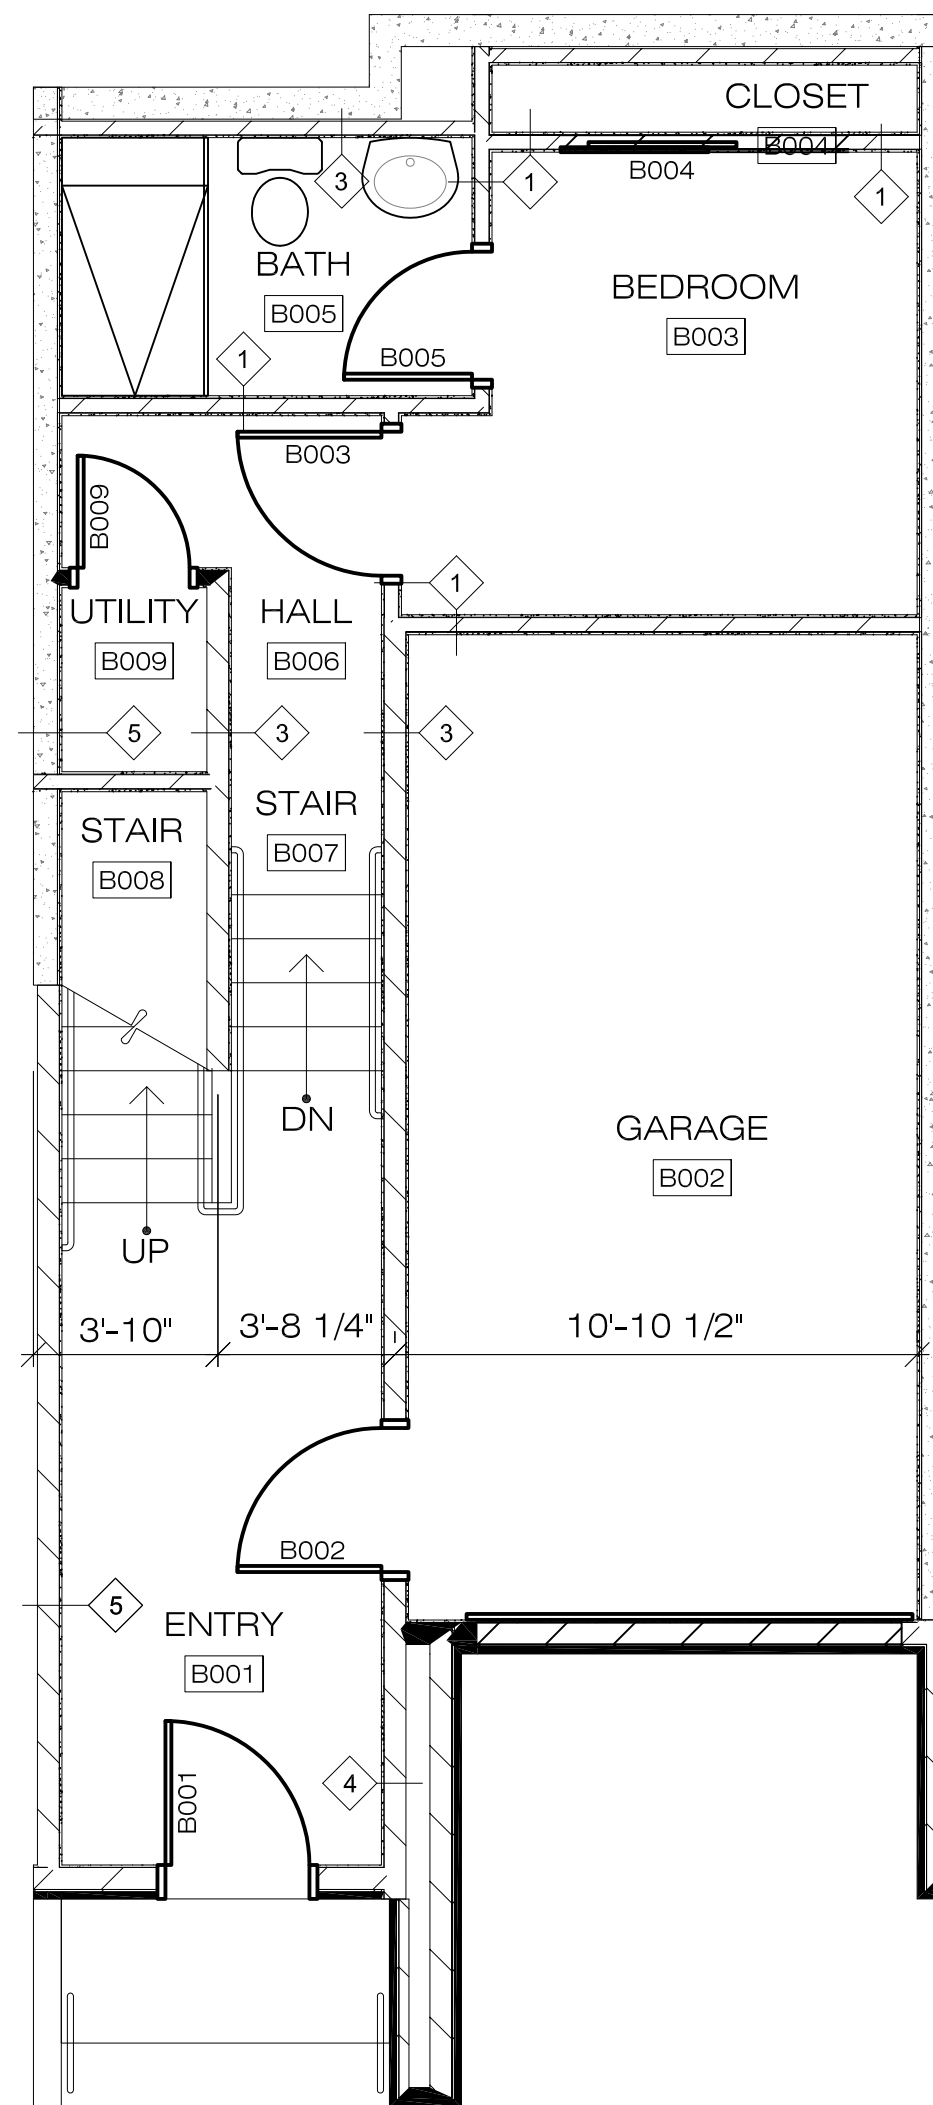 CLOSET
B004
B004
3
1
1
BATH
B005
BEDROOM
B003
1
B005
B003
B009
1
UTILITY
B009
HALL
B006
5
3
3
STAIR
B007
STAIR
B008
DN
GARAGE
B002
UP
3'-10"
3'-8 1/4"
10'-10 1/2"
B002
5
ENTRY
B001
B001
4